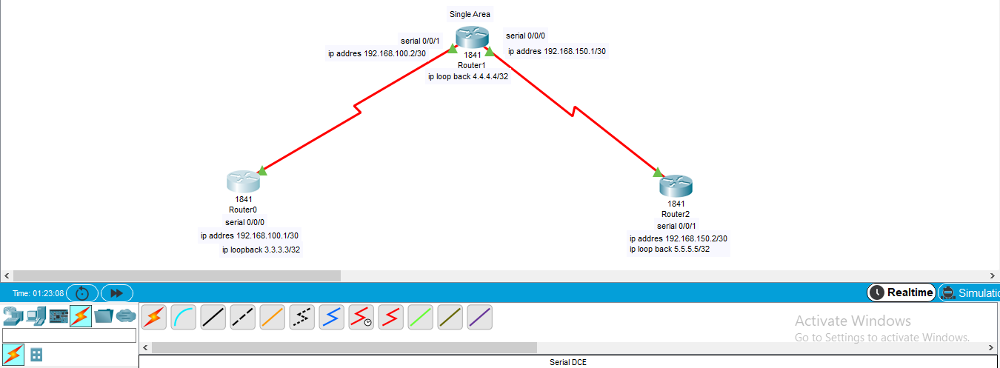 Single Area
serial 0/0/1
serial 0/0/0
ip addres 192.168.100.2/30
ip addres 192.168.150.1/30
1841
Router1
ip loop back 4.4.4.4/32
1841
Router0
serial 0/0/0
ip addres 192.168.100.1/30
ip loopback 3.3.3.3/32
1841
Router2
serial 0/0/1
ip addres 192.168.150.2/30
ip loop back 5.5.5.5/32
Time: 01:23:08
Realtime
Simulatio
Activate Windows
Go to Settings to activate Windows.
Serial DCE